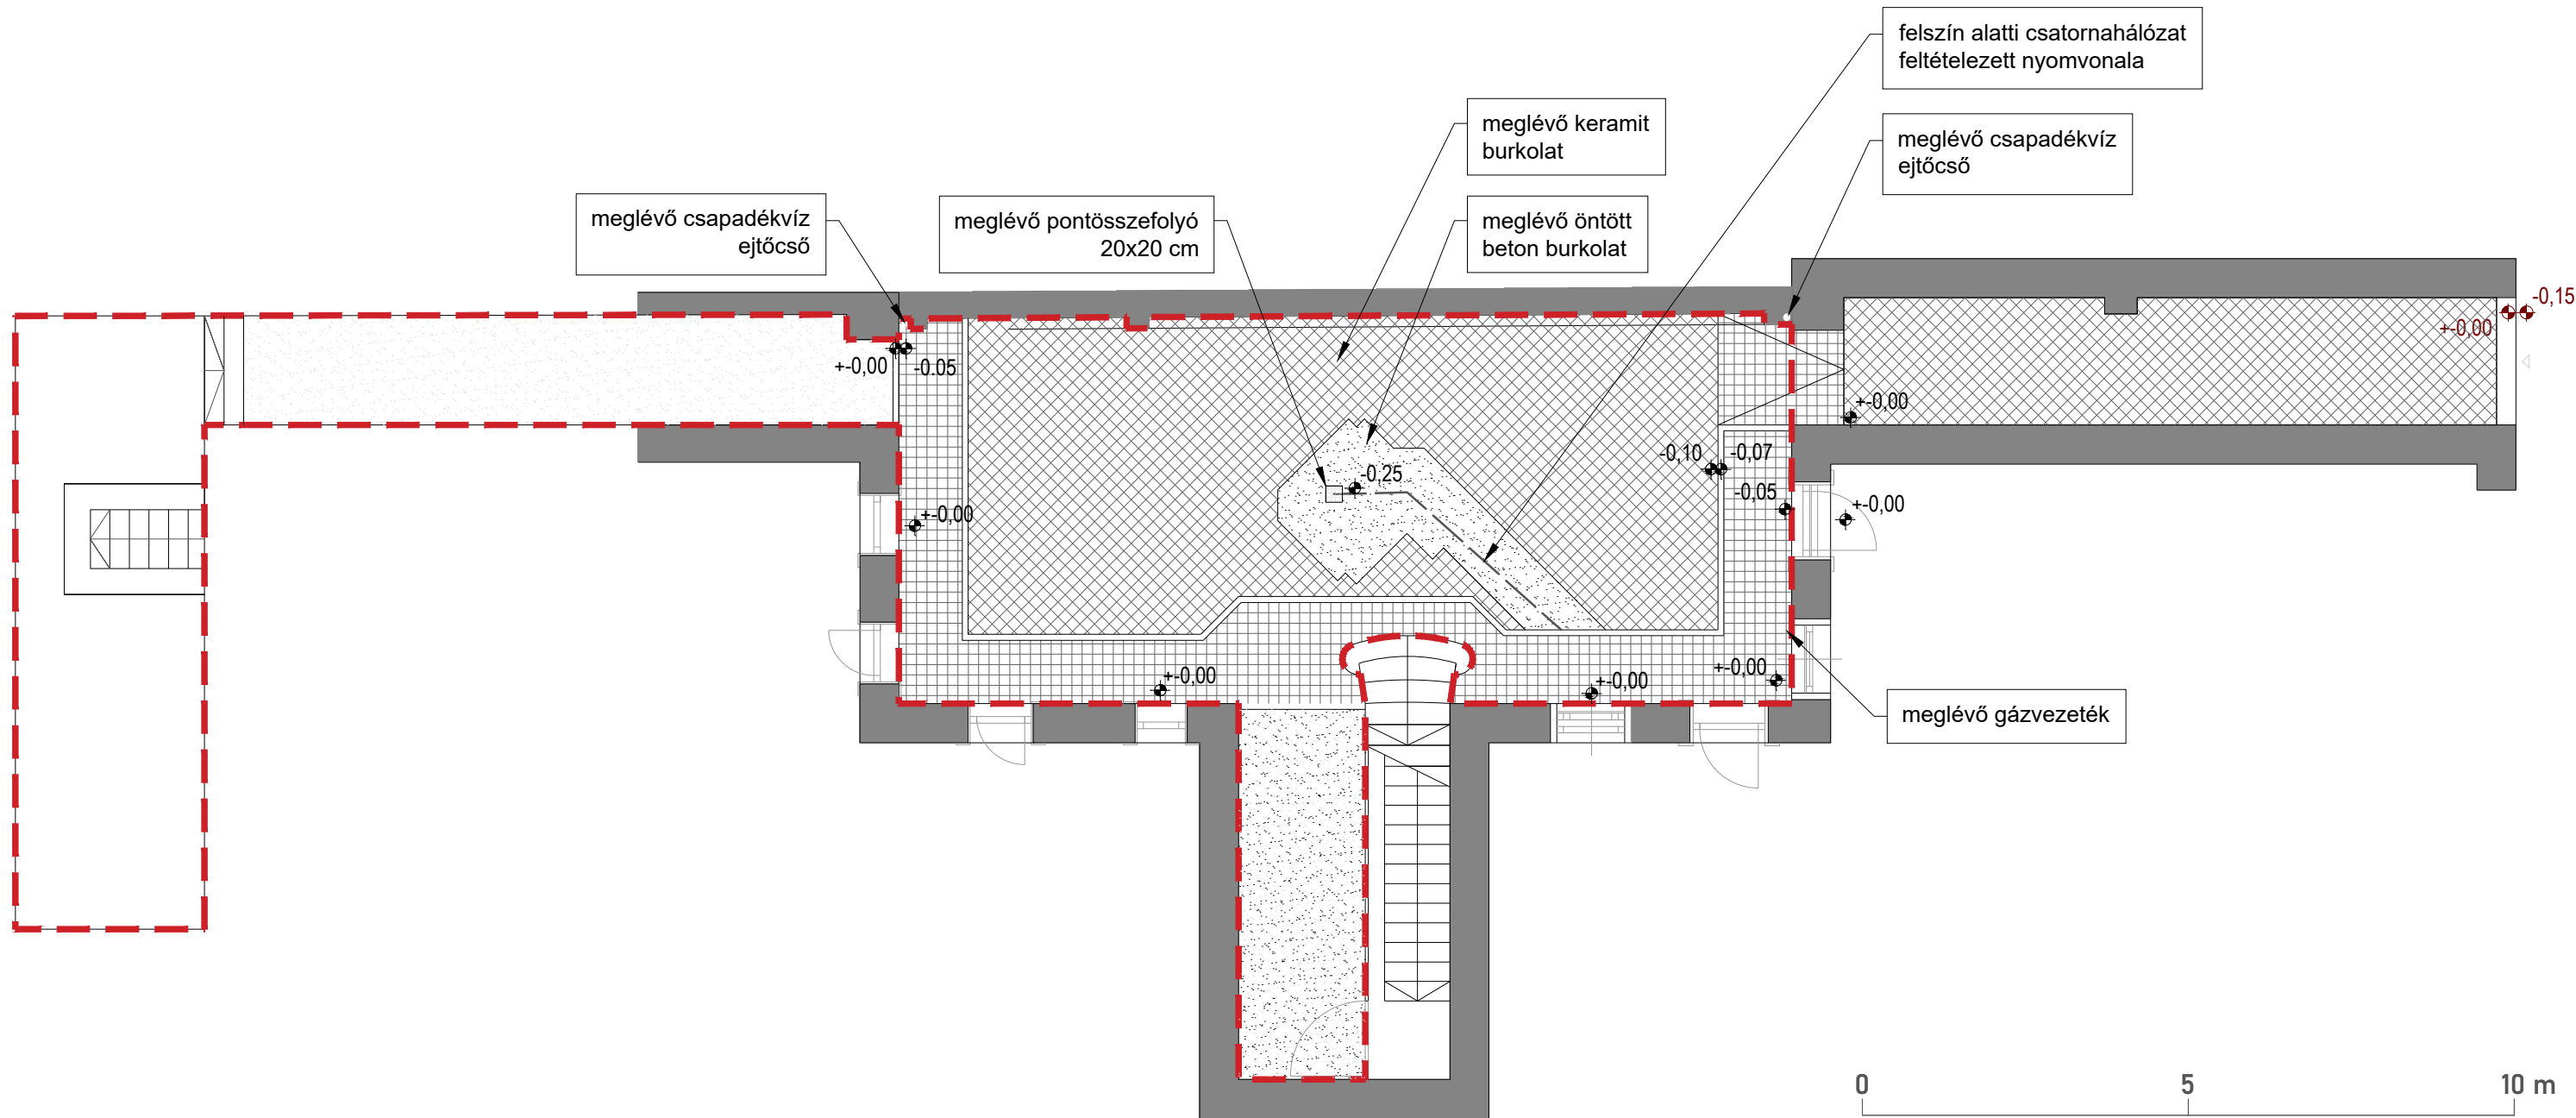 felszín alatti csatornahálózat
feltételezett nyomvonala
meglévő keramit
burkolat
meglévő csapadékvíz
ejtőcső
meglévő csapadékvíz
ejtőcső
meglévő pontösszefolyó
20x20 cm
meglévő öntött
beton burkolat
-0,15
+-0,00
+-0,00
-0.05
+-0,00
-0,10
-0,07
-0,25
-0,05
+-0,00
+-0,00
+-0,00
+-0,00
+-0,00
meglévő gázvezeték
0
5
10 m